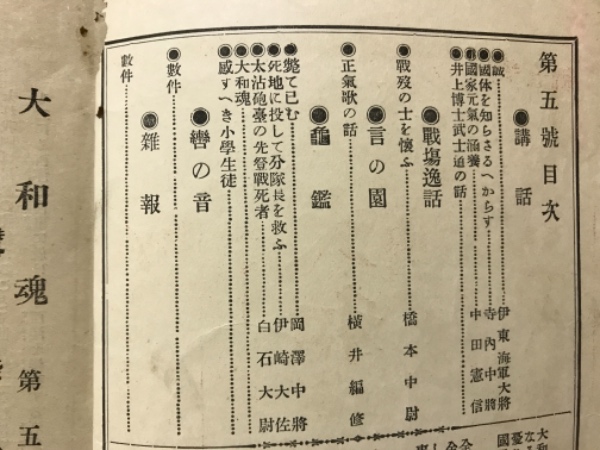 第五號目次
●講話
●誠………伊東海軍大將
●國体を知らさるへからす………寺內中將
●國家元氣の涵養………中田憲信
●井上博士武士道の話………
●戰塲逸話
●戰歿の士を懷ふ………橋本中尉
●言の園
●正氣歌の話………橫井編修
●龜鑑
●斃て已む………岡澤中將
●死地に投して分隊長を救ふ………伊崎大佐
●太沽砲臺の先登戰死者………白石大尉
●大和魂………
●感すへき小學生徒………
●轡の音
●數件………
●雜報
數件………
大和魂 第五